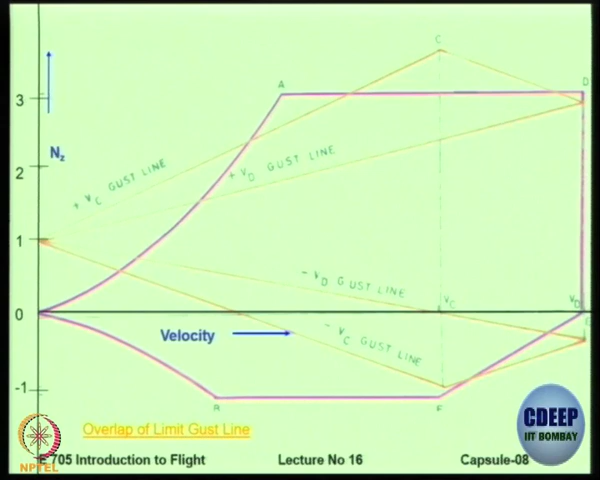 C
A
D
3
Nz
+ VC GUST LINE
+ VD GUST LINE
2
1
- VD GUST LINE
VC
VD
0
Velocity
- VC GUST LINE
E
-1
B
F
Overlap of Limit Gust Line
CDEEP
IIT BOMBAY
NPTEL
E 705 Introduction to Flight
Lecture No 16
Capsule-08